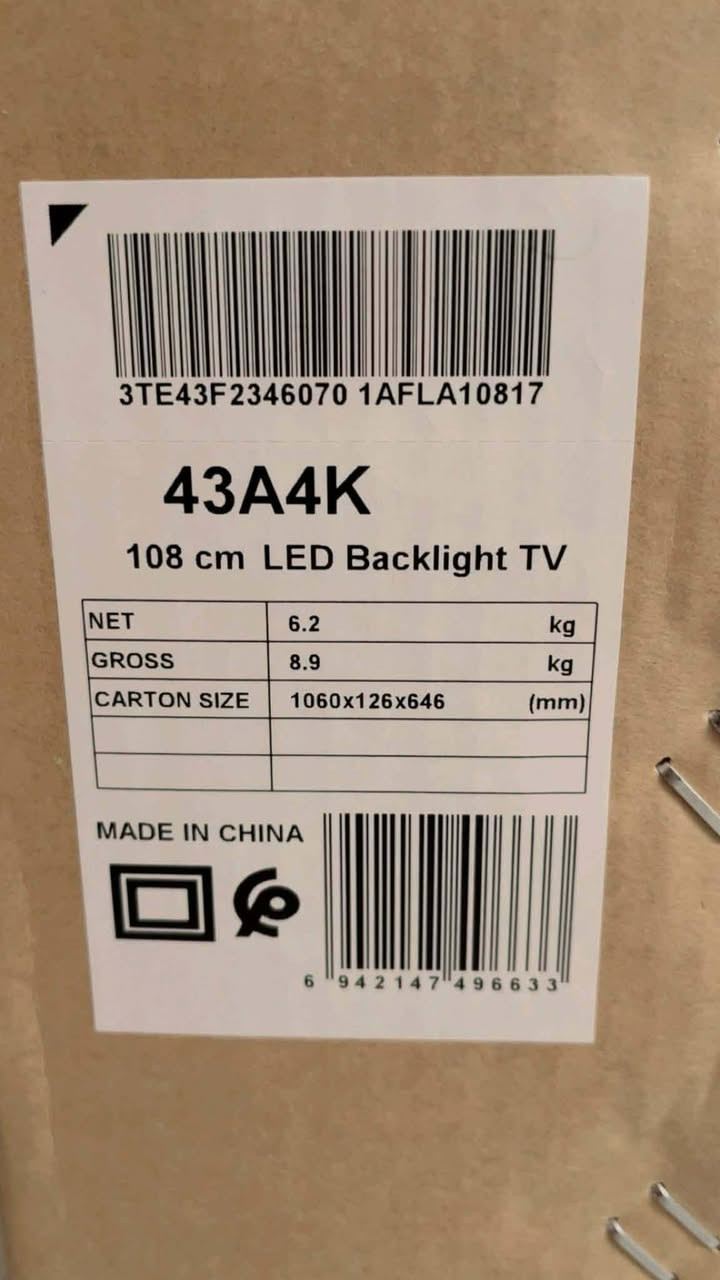 3TE43F2346070 1AFLA10817
43A4K
108 cm LED Backlight TV
NET 6.2 kg
GROSS 8.9 kg
CARTON SIZE 1060x126x646 (mm)
MADE IN CHINA
6 942147 496633